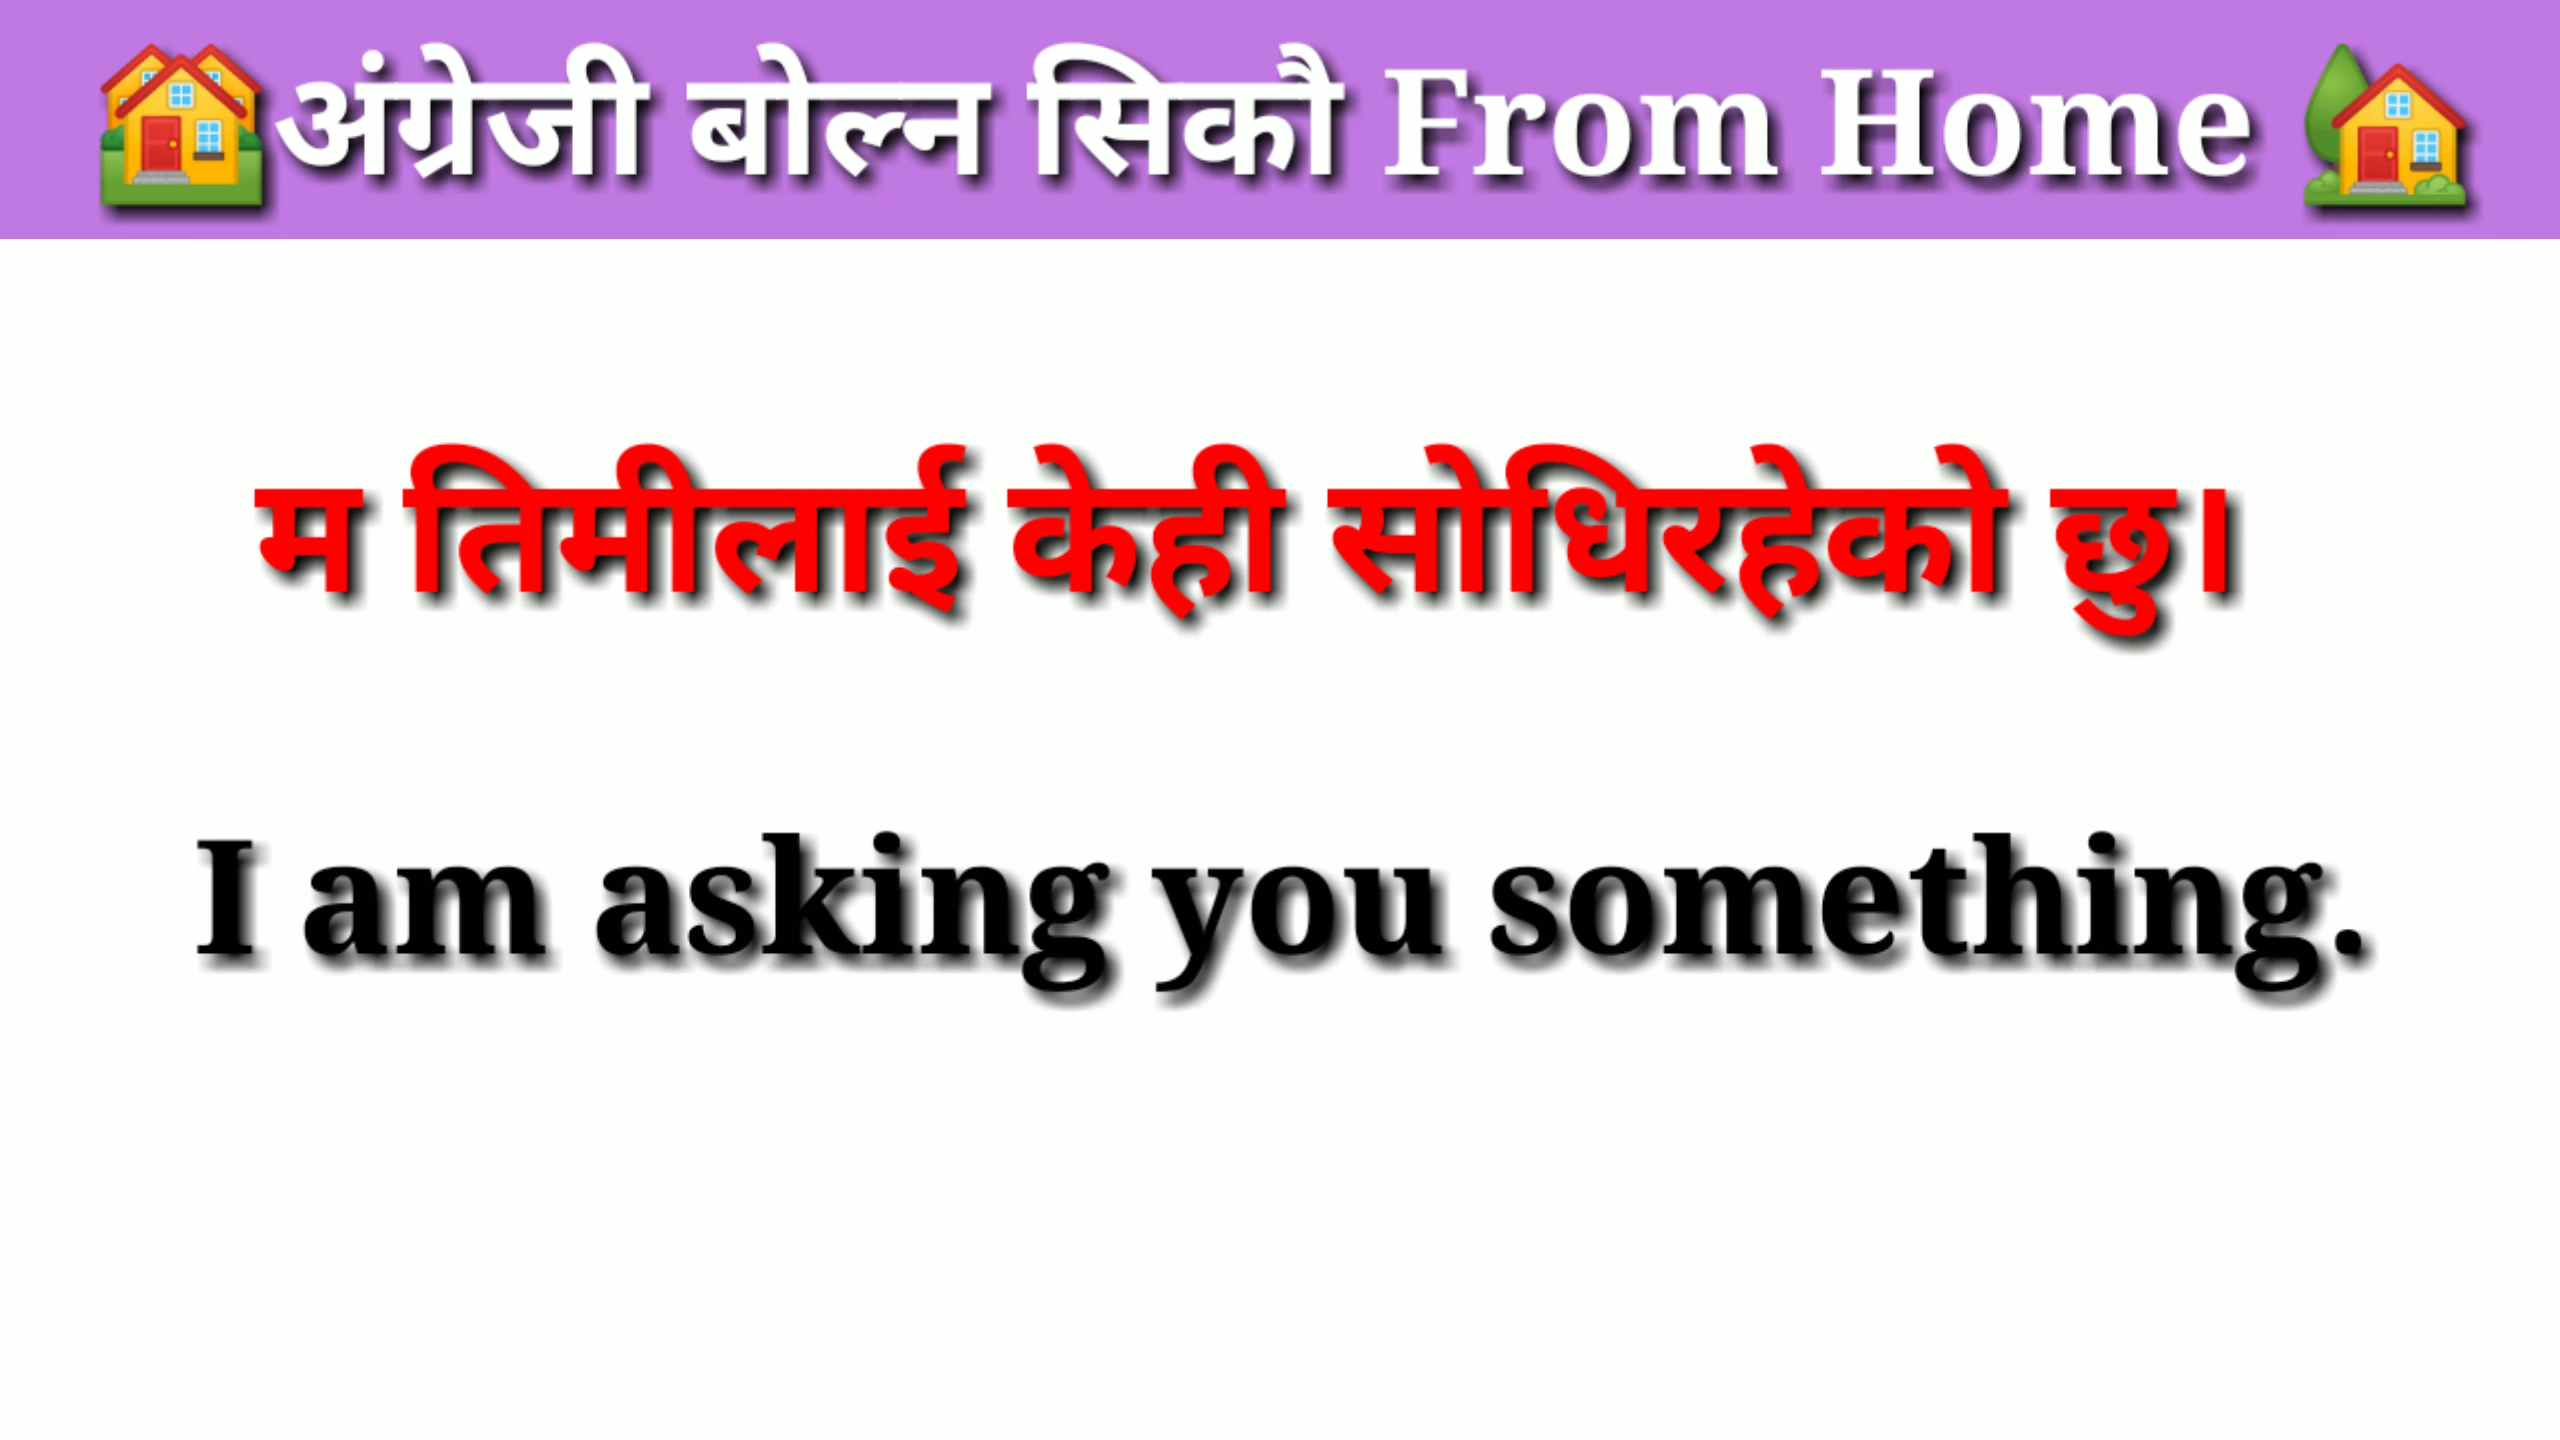 🏘️अंग्रेजी बोल्न सिकौ From Home 🏡
म तिमीलाई केही सोधिरहेको छु।
I am asking you something.